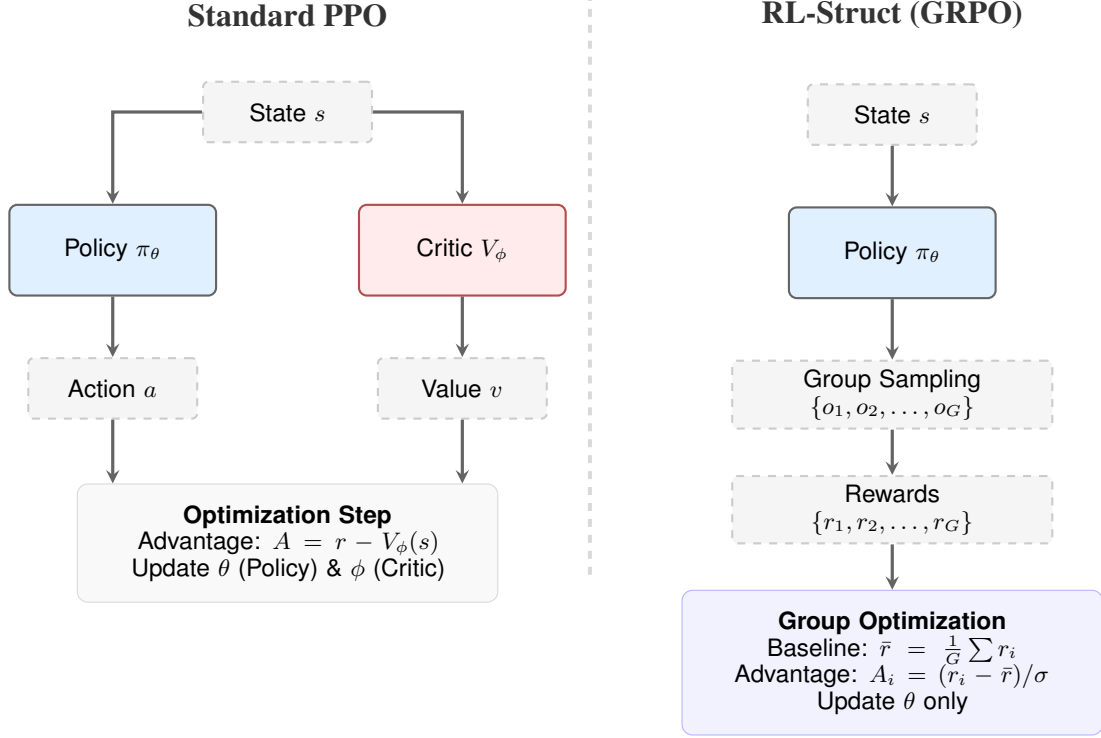 Standard PPO
State s
Policy π_θ
Critic V_ϕ
Action a
Value v
Optimization Step
Advantage: A = r − V_ϕ(s)
Update θ (Policy) & ϕ (Critic)
RL-Struct (GRPO)
State s
Policy π_θ
Group Sampling
{o_1, o_2, . . . , o_G}
Rewards
{r_1, r_2, . . . , r_G}
Group Optimization
Baseline: r̄ = 1/G ∑ r_i
Advantage: A_i = (r_i − r̄)/σ
Update θ only